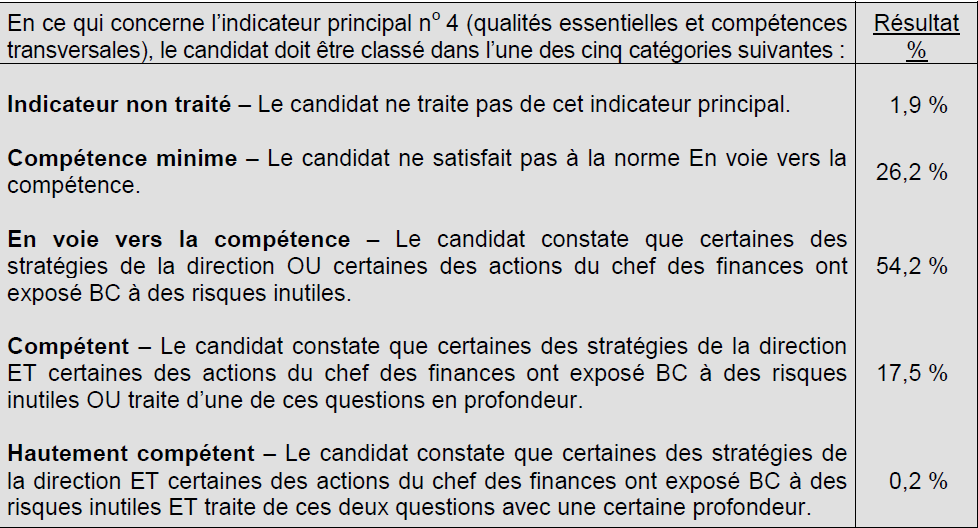 En ce qui concerne l’indicateur principal nº 4 (qualités essentielles et compétences Résultat
transversales), le candidat doit être classé dans l’une des cinq catégories suivantes : %
Indicateur non traité – Le candidat ne traite pas de cet indicateur principal. 1,9 %
Compétence minime – Le candidat ne satisfait pas à la norme En voie vers la
compétence. 26,2 %
En voie vers la compétence – Le candidat constate que certaines des
stratégies de la direction OU certaines des actions du chef des finances ont
exposé BC à des risques inutiles. 54,2 %
Compétent – Le candidat constate que certaines des stratégies de la direction
ET certaines des actions du chef des finances ont exposé BC à des risques
inutiles OU traite d’une de ces questions en profondeur. 17,5 %
Hautement compétent – Le candidat constate que certaines des stratégies de
la direction ET certaines des actions du chef des finances ont exposé BC à des
risques inutiles ET traite de ces deux questions avec une certaine profondeur. 0,2 %